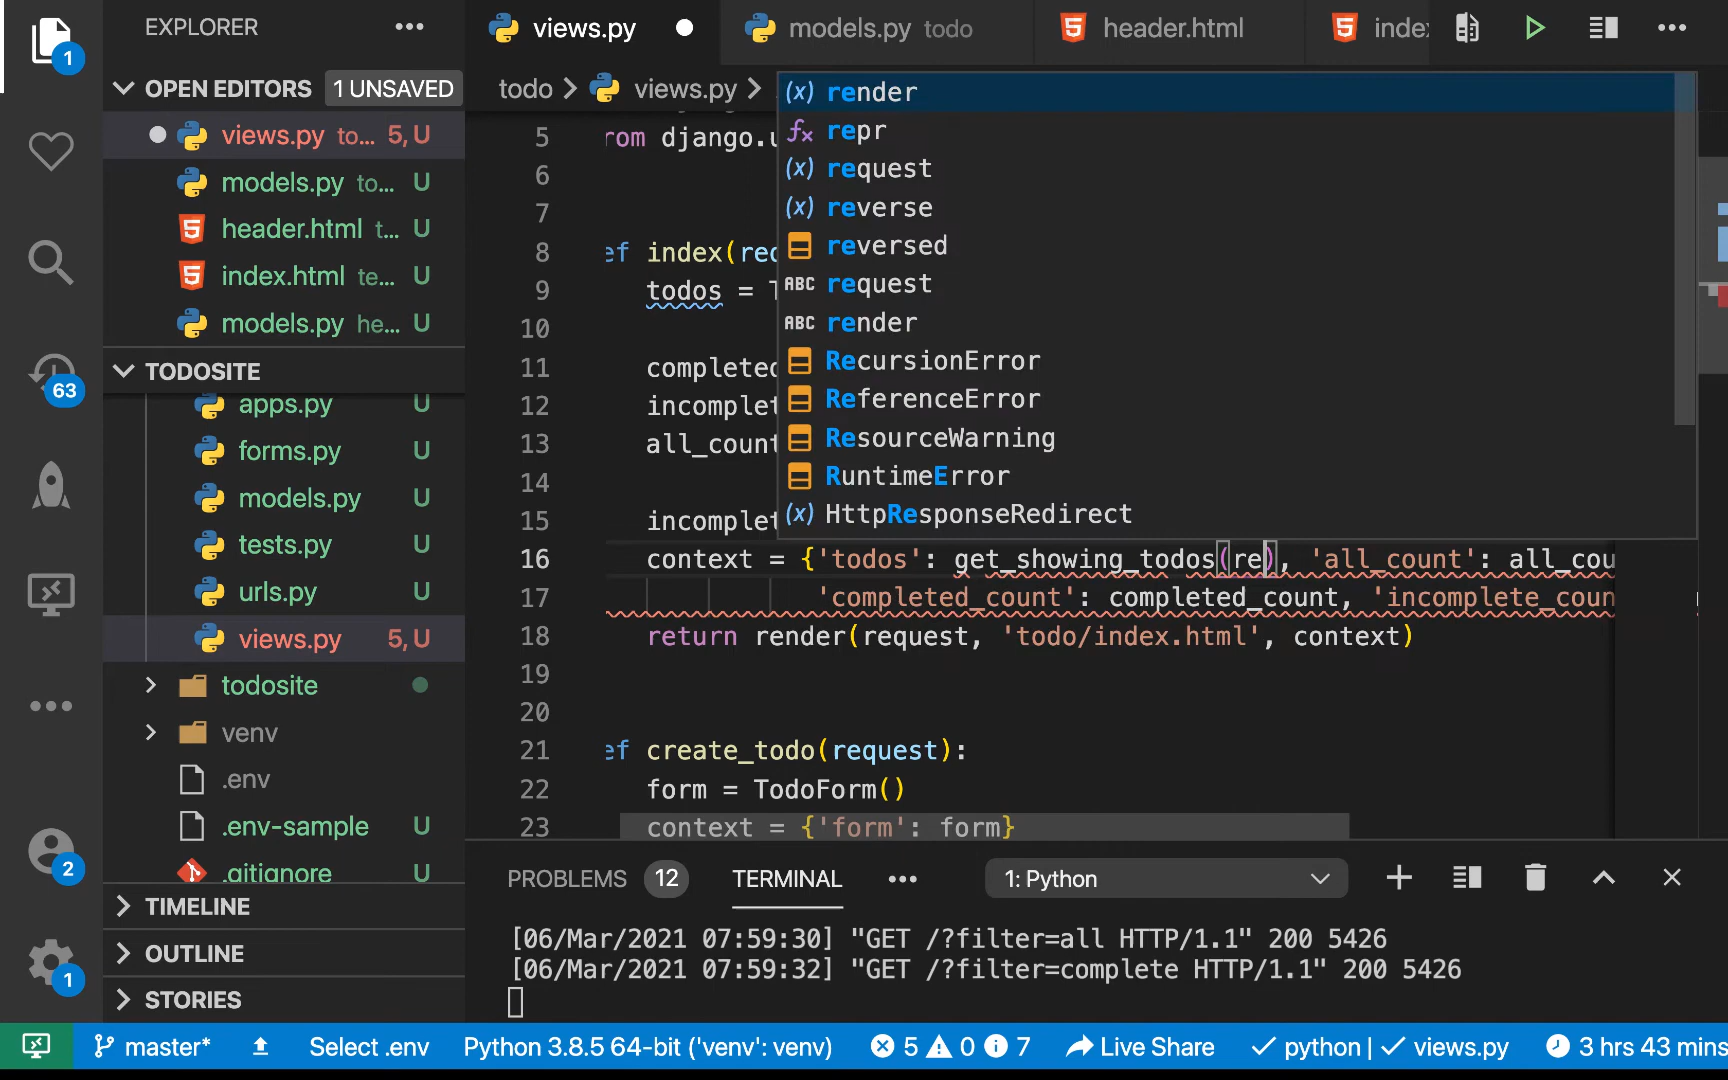 EXPLORER
OPEN EDITORS 1 UNSAVED
views.py to... 5, U
models.py to... U
header.html t... U
index.html te... U
models.py he... U
TODOSITE
apps.py U
forms.py U
models.py U
tests.py U
urls.py U
views.py 5, U
todosite
venv
.env
.env-sample U
.gitignore U
TIMELINE
OUTLINE
STORIES
1
63
2
1
views.py
models.py todo
header.html
todo > views.py >
render
repr
request
reverse
reversed
ABC request
ABC render
RecursionError
ReferenceError
ResourceWarning
RuntimeError
HttpResponseRedirect
5 rom django.u
6
7
8 ef index(req
9 todos = T
10
11 completed
12 incomplet
13 all_count
14
15 incomplet
16 context = {'todos': get_showing_todos(re), 'all_count': all_cou
17 'completed_count': completed_count, 'incomplete_coun
18 return render(request, 'todo/index.html', context)
19
20
21 ef create_todo(request):
22 form = TodoForm()
23 context = {'form': form}
PROBLEMS 12 TERMINAL 1: Python
[06/Mar/2021 07:59:30] "GET /?filter=all HTTP/1.1" 200 5426
[06/Mar/2021 07:59:32] "GET /?filter=complete HTTP/1.1" 200 5426
master* Select .env Python 3.8.5 64-bit ('venv': venv) 5 0 7 Live Share python | views.py 3 hrs 43 mins